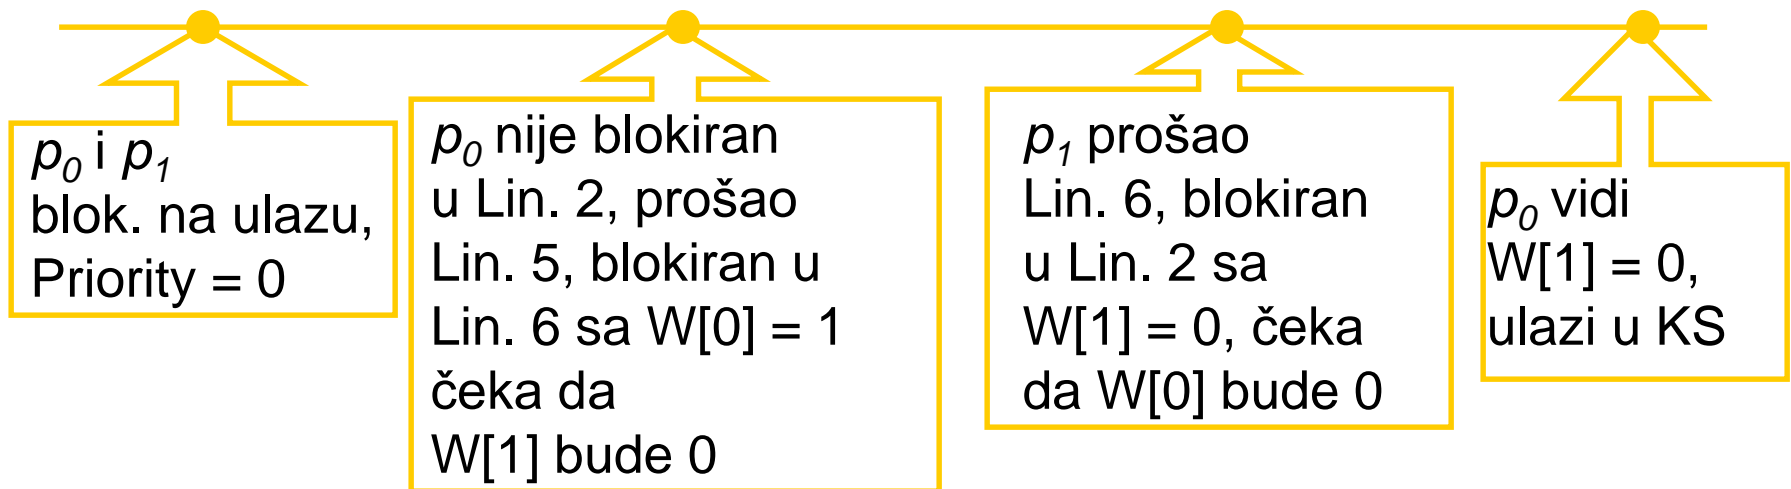 p0 i p1
blok. na ulazu,
Priority = 0
p0 nije blokiran
u Lin. 2, prošao
Lin. 5, blokiran u
Lin. 6 sa W[0] = 1
čeka da
W[1] bude 0
p1 prošao
Lin. 6, blokiran
u Lin. 2 sa
W[1] = 0, čeka
da W[0] bude 0
p0 vidi
W[1] = 0,
ulazi u KS